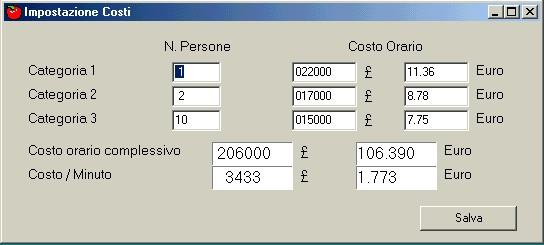 Impostazione Costi
N. Persone Costo Orario
Categoria 1 1 022000 £ 11.36 Euro
Categoria 2 2 017000 £ 8.78 Euro
Categoria 3 10 015000 £ 7.75 Euro
Costo orario complessivo 206000 £ 106.390 Euro
Costo / Minuto 3433 £ 1.773 Euro
Salva